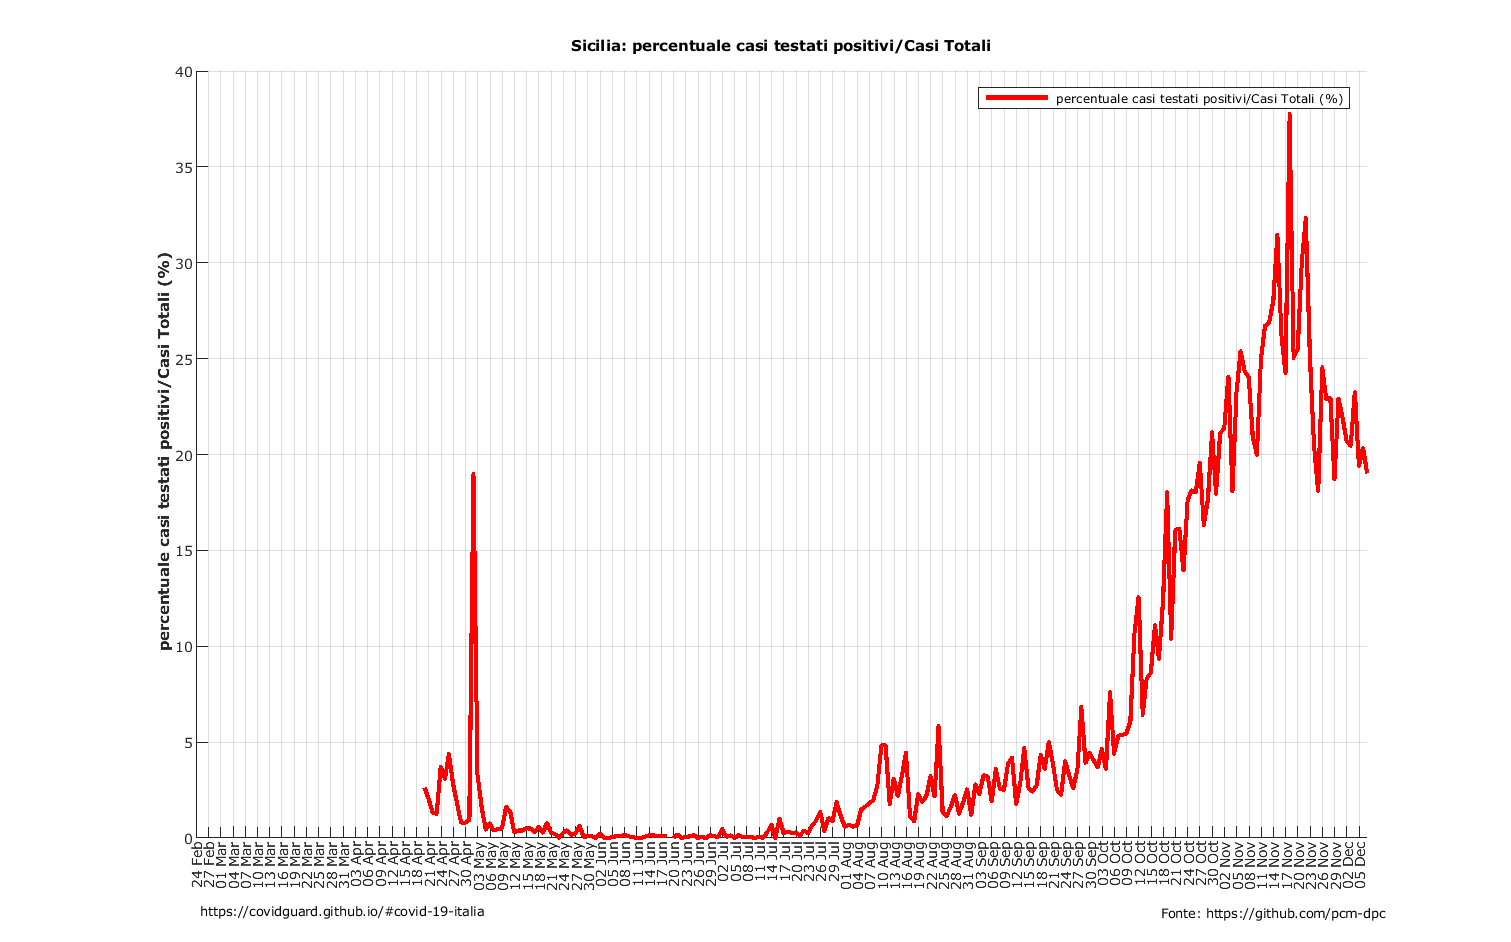 Sicilia: percentuale casi testati positivi/Casi Totali
percentuale casi testati positivi/Casi Totali (%)
percentuale casi testati positivi/Casi Totali (%)
40
35
30
25
20
15
10
5
0
24 Feb
27 Feb
01 Mar
04 Mar
07 Mar
10 Mar
13 Mar
16 Mar
19 Mar
22 Mar
25 Mar
28 Mar
31 Mar
03 Apr
06 Apr
09 Apr
12 Apr
15 Apr
18 Apr
21 Apr
24 Apr
27 Apr
30 Apr
03 May
06 May
09 May
12 May
15 May
18 May
21 May
24 May
27 May
30 May
02 Jun
05 Jun
08 Jun
11 Jun
14 Jun
17 Jun
20 Jun
23 Jun
26 Jun
29 Jun
02 Jul
05 Jul
08 Jul
11 Jul
14 Jul
17 Jul
20 Jul
23 Jul
26 Jul
29 Jul
01 Aug
04 Aug
07 Aug
10 Aug
13 Aug
16 Aug
19 Aug
22 Aug
25 Aug
28 Aug
31 Aug
03 Sep
06 Sep
09 Sep
12 Sep
15 Sep
18 Sep
21 Sep
24 Sep
27 Sep
30 Sep
03 Oct
06 Oct
09 Oct
12 Oct
15 Oct
18 Oct
21 Oct
24 Oct
27 Oct
30 Oct
02 Nov
05 Nov
08 Nov
11 Nov
14 Nov
17 Nov
20 Nov
23 Nov
26 Nov
29 Nov
02 Dec
05 Dec
https://covidguard.github.io/#covid-19-italia
Fonte: https://github.com/pcm-dpc